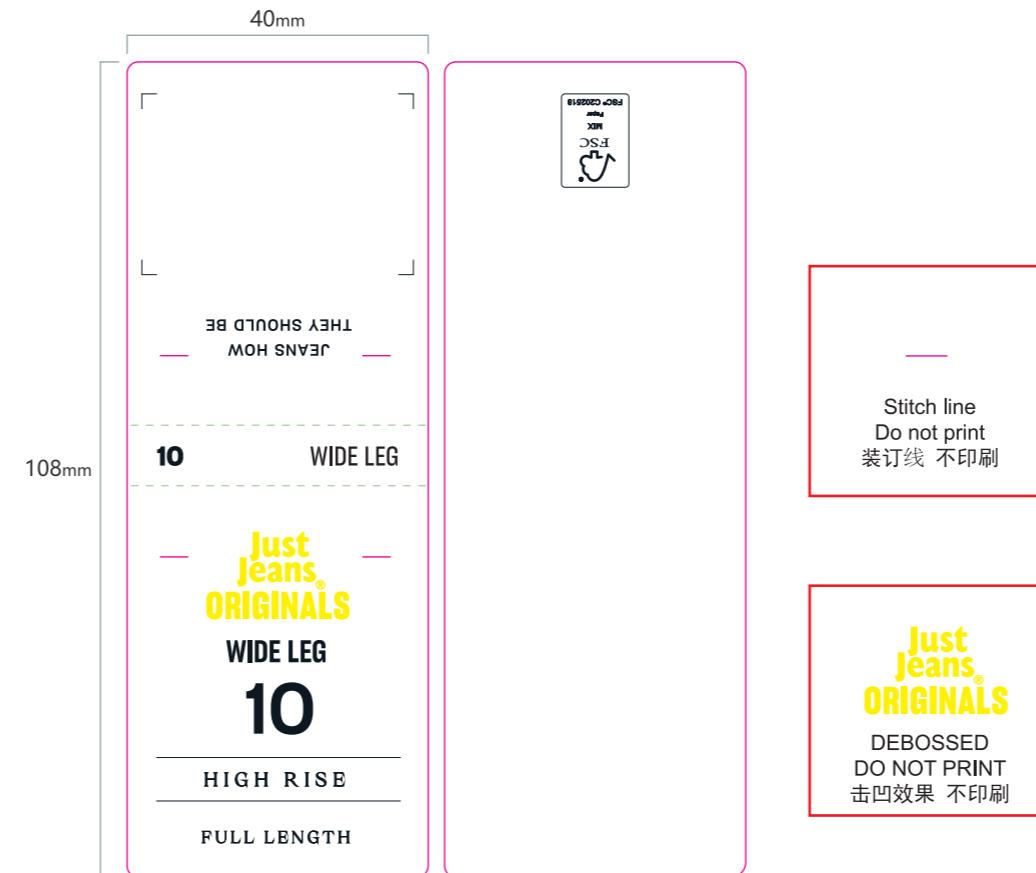 40mm
FSC® C202518
Paper
MIX
FSC
THEY SHOULD BE
JEANS HOW
10 WIDE LEG
108mm
Just
Jeans®
ORIGINALS
WIDE LEG
10
HIGH RISE
FULL LENGTH
Stitch line
Do not print
装订线 不印刷
Just
Jeans®
ORIGINALS
DEBOSSED
DO NOT PRINT
击凹效果 不印刷